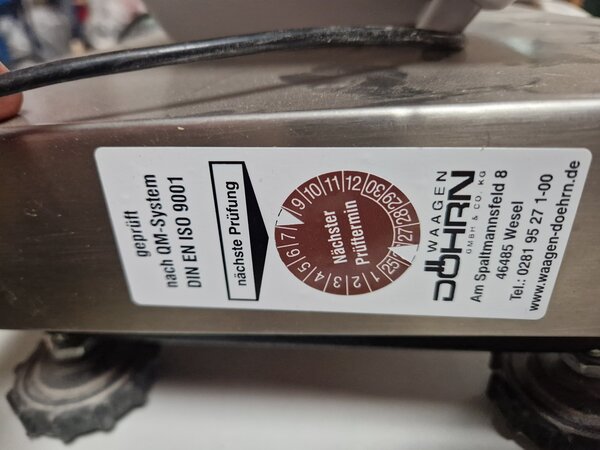 geprüft
nach QM-System
DIN EN ISO 9001
nächste Prüfung
Nächster
Prüftermin
1 2 3 4 5 6 7 9 10 11 12
25 27 28 29 30
WAAGEN
DÖHRN
GMBH & CO. KG
Am Spaltmannsfeld 8
46485 Wesel
Tel.: 0281 95 27 1-00
www.waagen-doehrn.de